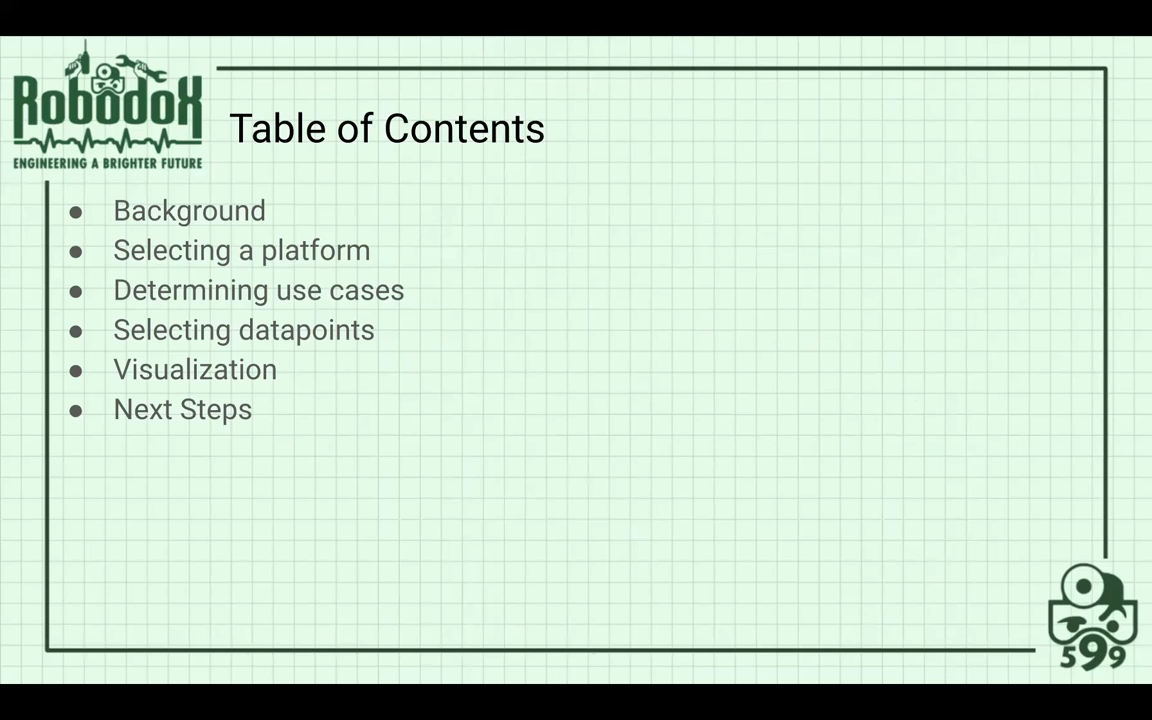 RobodoX
ENGINEERING A BRIGHTER FUTURE
Table of Contents
● Background
● Selecting a platform
● Determining use cases
● Selecting datapoints
● Visualization
● Next Steps
599